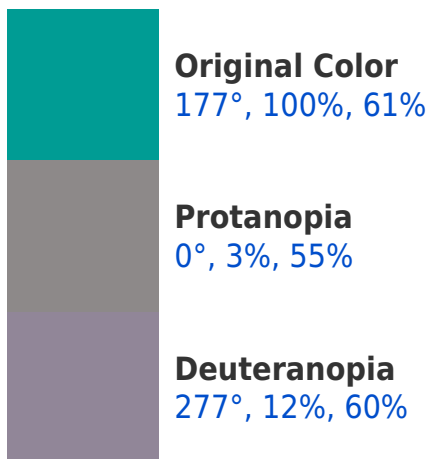 Original Color
177°, 100%, 61%
Protanopia
0°, 3%, 55%
Deuteranopia
277°, 12%, 60%